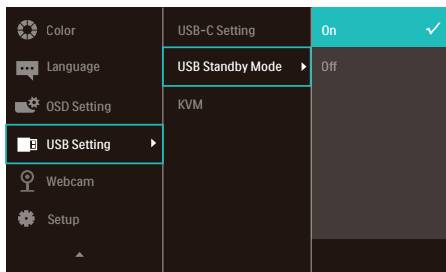 Color
Language
OSD Setting
USB Setting
Webcam
Setup
USB-C Setting
USB Standby Mode
KVM
On
Off